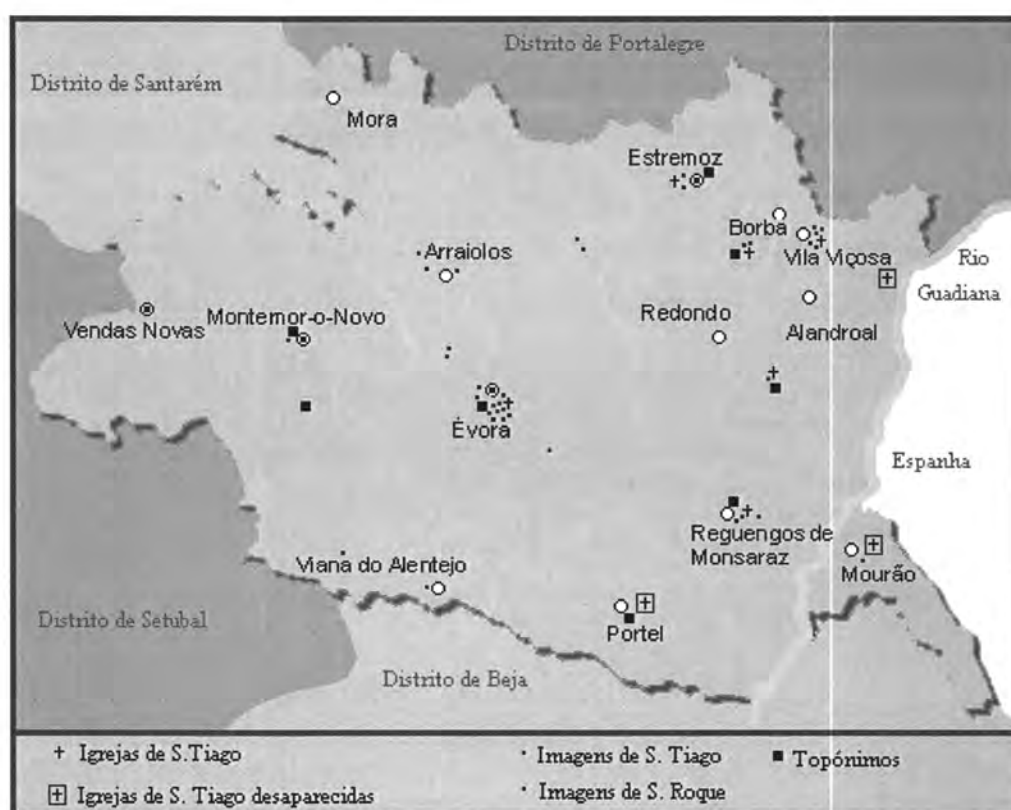 Distrito de Portalegre
Distrito de Santarém
Mora
Estremoz
Borba
Vila Viçosa
Arraiolos
Rio
Guadiana
Vendas Novas
Montemor-o-Novo
Redondo
Alandroal
Évora
Espanha
Reguengos de
Monsaraz
Mourão
Viana do Alentejo
Distrito de Setubal
Portel
Distrito de Beja
Igrejas de S.Tiago
Imagens de S. Tiago
Topónimos
Igrejas de S. Tiago desaparecidas
Imagens de S. Roque